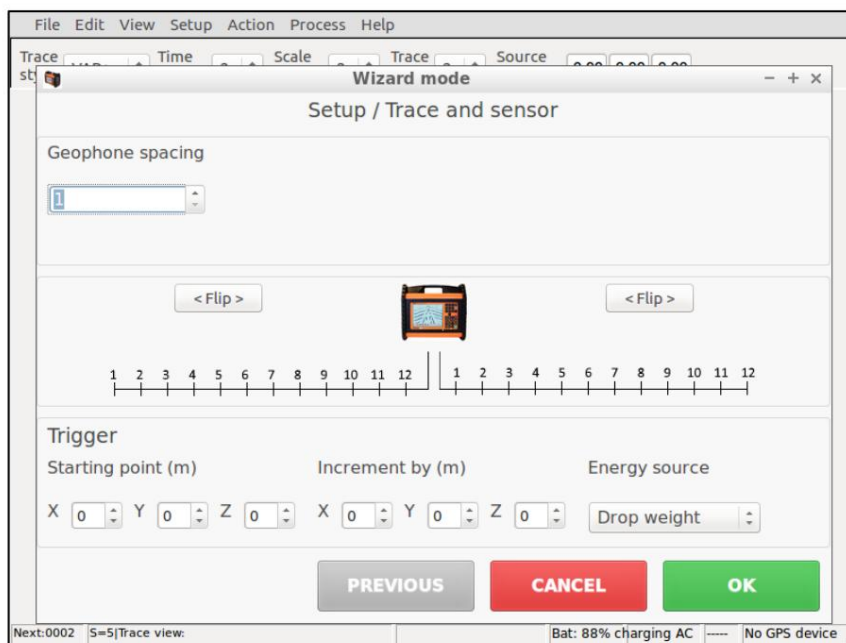 File Edit View Setup Action Process Help
Trace Time Scale Trace Source
Wizard mode
Setup / Trace and sensor
Geophone spacing
1
< Flip > < Flip >
1 2 3 4 5 6 7 8 9 10 11 12 1 2 3 4 5 6 7 8 9 10 11 12
Trigger
Starting point (m) Increment by (m) Energy source
X 0 Y 0 Z 0 X 0 Y 0 Z 0 Drop weight
PREVIOUS CANCEL OK
Next:0002 S=5|Trace view: Bat: 88% charging AC ----- No GPS device